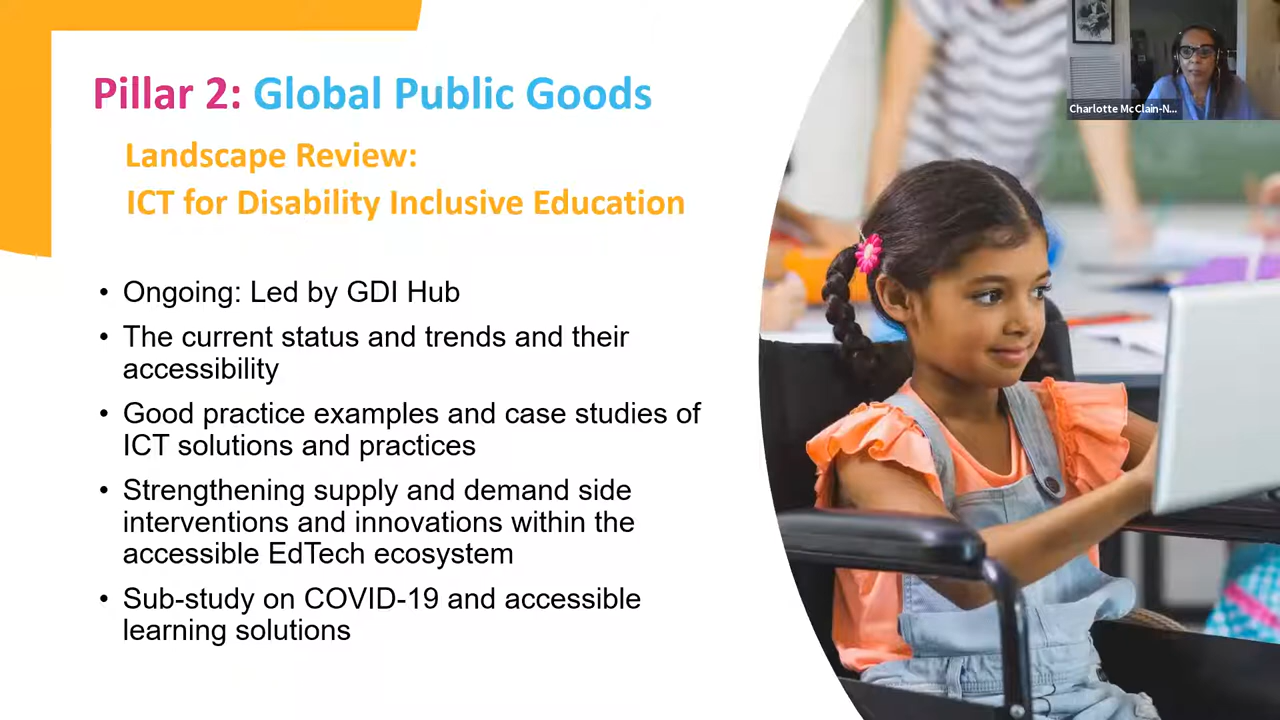 Pillar 2: Global Public Goods
Landscape Review:
ICT for Disability Inclusive Education
• Ongoing: Led by GDI Hub
• The current status and trends and their
accessibility
• Good practice examples and case studies of
ICT solutions and practices
• Strengthening supply and demand side
interventions and innovations within the
accessible EdTech ecosystem
• Sub-study on COVID-19 and accessible
learning solutions
Charlotte McClain-N...